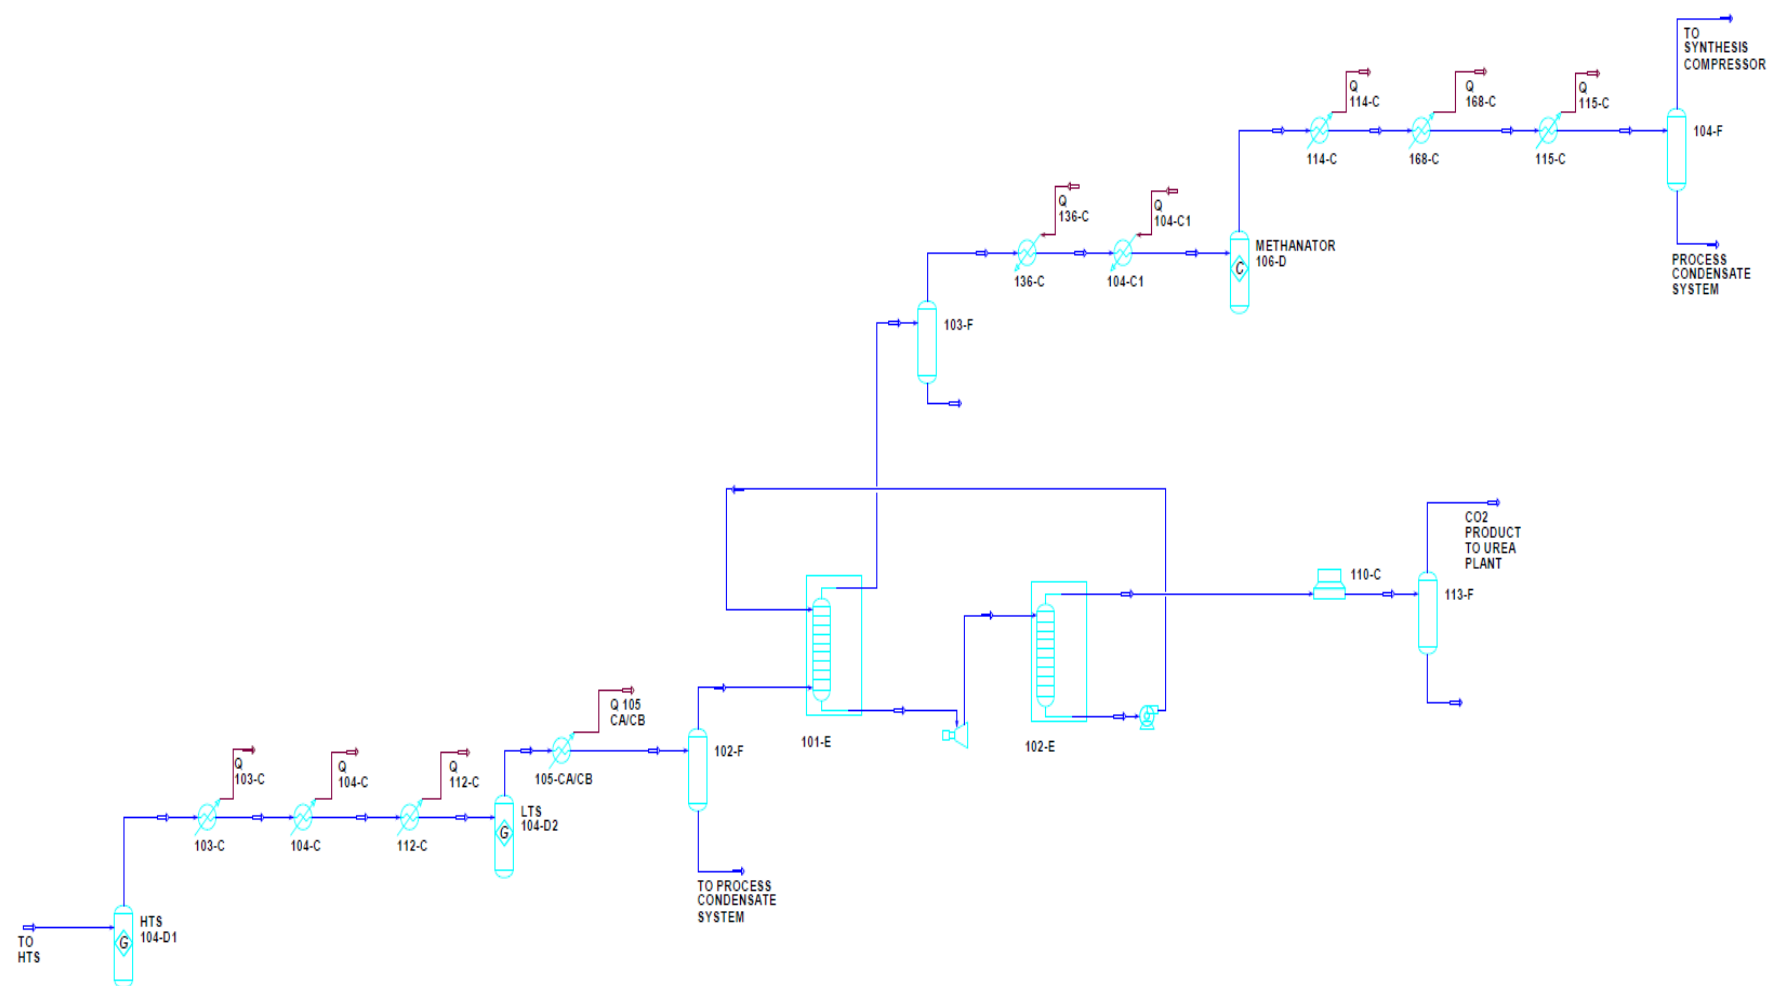 TO
SYNTHESIS
COMPRESSOR
Q
114-C
Q
168-C
Q
115-C
104-F
114-C
168-C
115-C
Q
136-C
Q
104-C1
METHANATOR
106-D
C
136-C
104-C1
PROCESS
CONDENSATE
SYSTEM
103-F
CO2
PRODUCT
TO UREA
PLANT
110-C
113-F
Q 105
CA/CB
101-E
102-E
102-F
105-CA/CB
Q
103-C
Q
104-C
Q
112-C
LTS
104-D2
G
103-C
104-C
112-C
TO PROCESS
CONDENSATE
SYSTEM
HTS
104-D1
G
TO
HTS